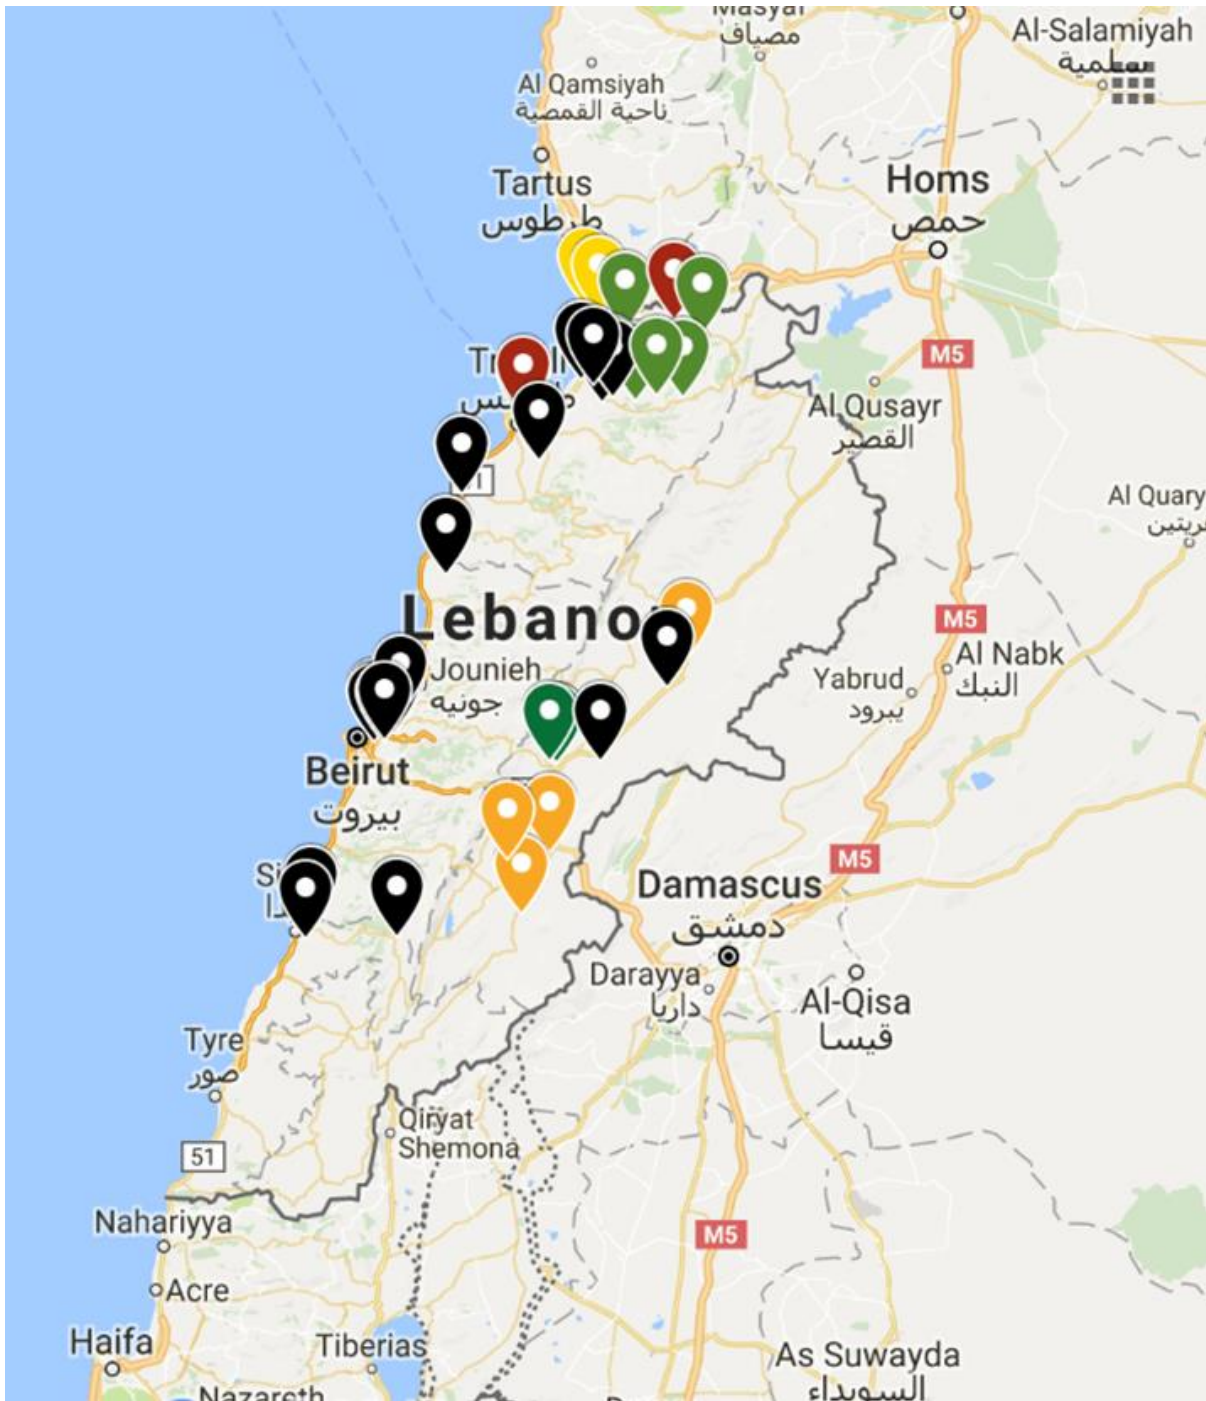 Masyaf
مصياف
Al-Salamiyah
سلمية
Al Qamsiyah
ناحية القمصية
Tartus
طرطوس
Homs
حمص
M5
Al Qusayr
القصير
Al Quary
Lebano
M5
Al Nabk
النبك
Yabrud
يبرود
Jounieh
جونيه
Beirut
بيروت
M5
Damascus
دمشق
Darayya
داريا
Al-Qisa
قيسا
Tyre
صور
Qiryat
Shemona
51
Nahariyya
M5
Acre
Haifa
Tiberias
As Suwayda
السويداء
Nazareth